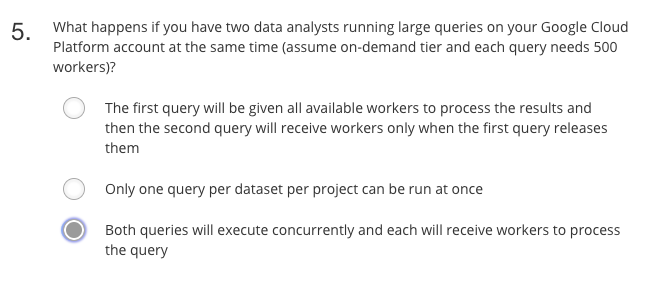 5. What happens if you have two data analysts running large queries on your Google Cloud
Platform account at the same time (assume on-demand tier and each query needs 500
workers)?
The first query will be given all available workers to process the results and
then the second query will receive workers only when the first query releases
them
Only one query per dataset per project can be run at once
Both queries will execute concurrently and each will receive workers to process
the query